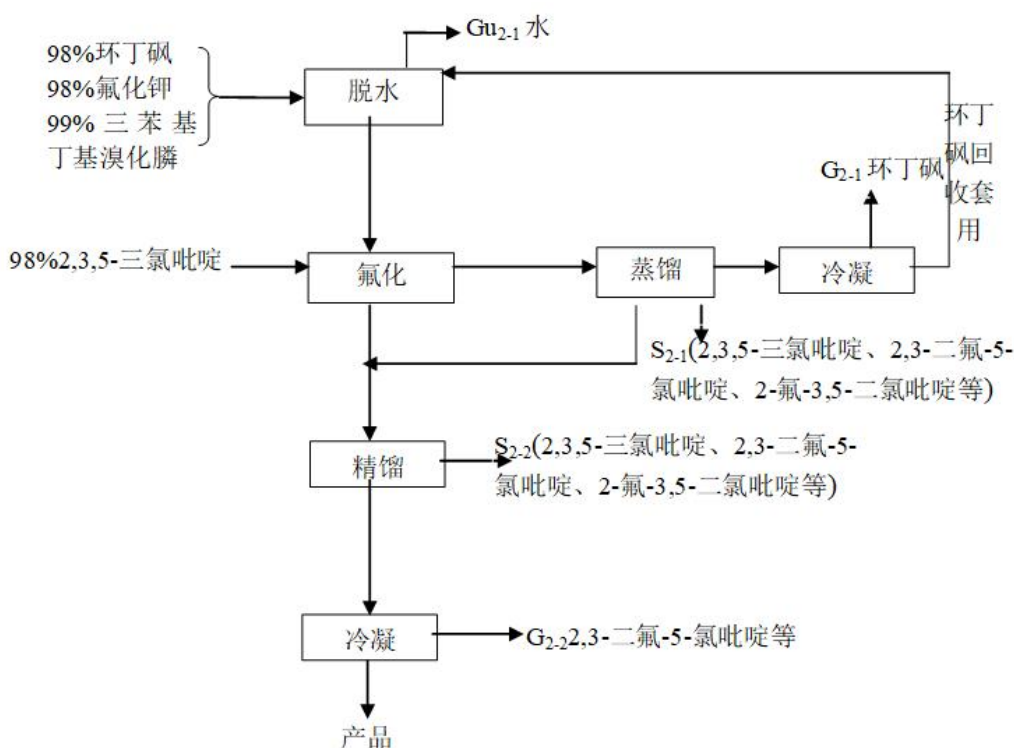 Gu2-1 水
98%环丁砜
98%氟化钾
99% 三 苯 基
丁基溴化膦
脱水
环丁
砜回
收套
用
G2-1 环丁砜
98%2,3,5-三氯吡啶
氟化
蒸馏
冷凝
S2-1(2,3,5-三氯吡啶、2,3-二氟-5-
氯吡啶、2-氟-3,5-二氯吡啶等)
精馏
S2-2(2,3,5-三氯吡啶、2,3-二氟-5-
氯吡啶、2-氟-3,5-二氯吡啶等)
冷凝
G2-22,3-二氟-5-氯吡啶等
产品